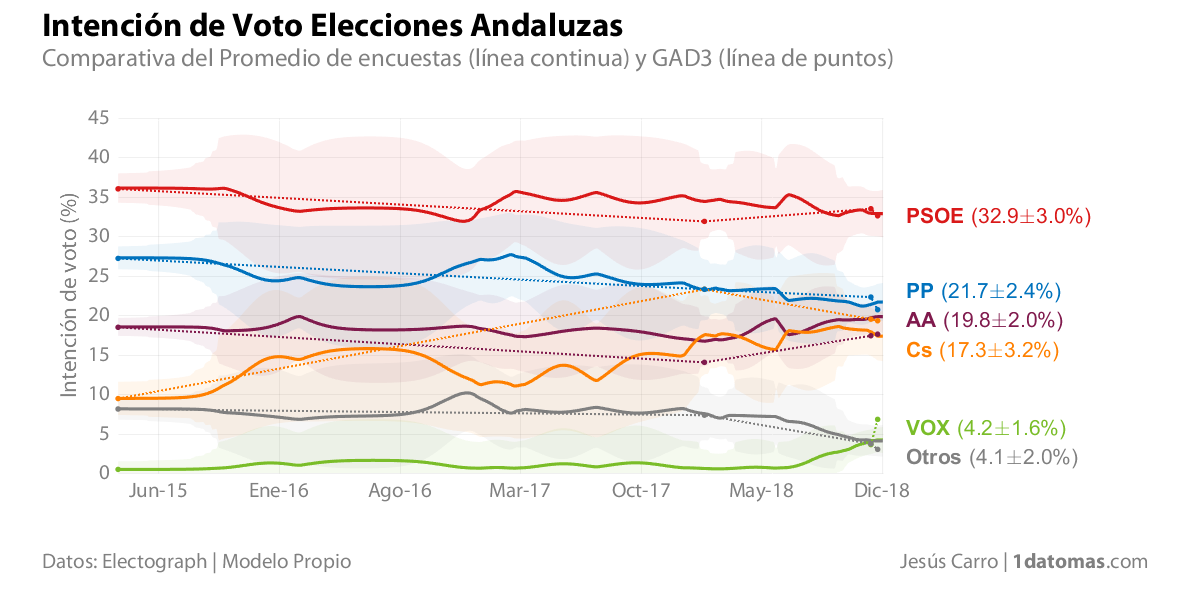 Intención de Voto Elecciones Andaluzas
Comparativa del Promedio de encuestas (línea continua) y GAD3 (línea de puntos)
Intención de voto (%)
45
40
35
30
25
20
15
10
5
0
Jun-15 Ene-16 Ago-16 Mar-17 Oct-17 May-18 Dic-18
PSOE (32.9±3.0%)
PP (21.7±2.4%)
AA (19.8±2.0%)
Cs (17.3±3.2%)
VOX (4.2±1.6%)
Otros (4.1±2.0%)
Datos: Electograph | Modelo Propio
Jesús Carro | 1datomas.com